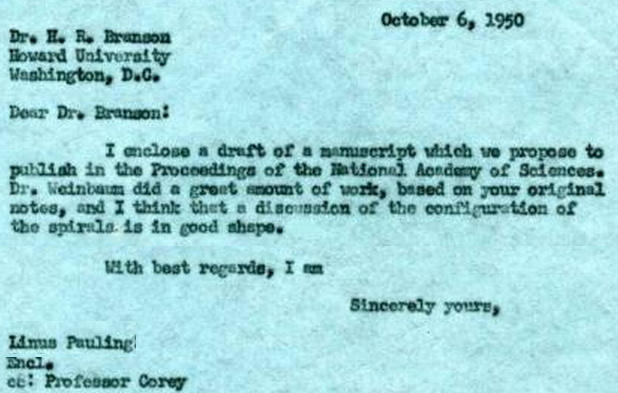 October 6, 1950
Dr. H. R. Branson
Howard University
Washington, D.C.
Dear Dr. Branson:
I enclose a draft of a manuscript which we propose to
publish in the Proceedings of the National Academy of Sciences.
Dr. Weinbaum did a great amount of work, based on your original
notes, and I think that a discussion of the configuration of
the spirals is in good shape.
With best regards, I am
Sincerely yours,
Linus Pauling
Encl.
cc: Professor Corey